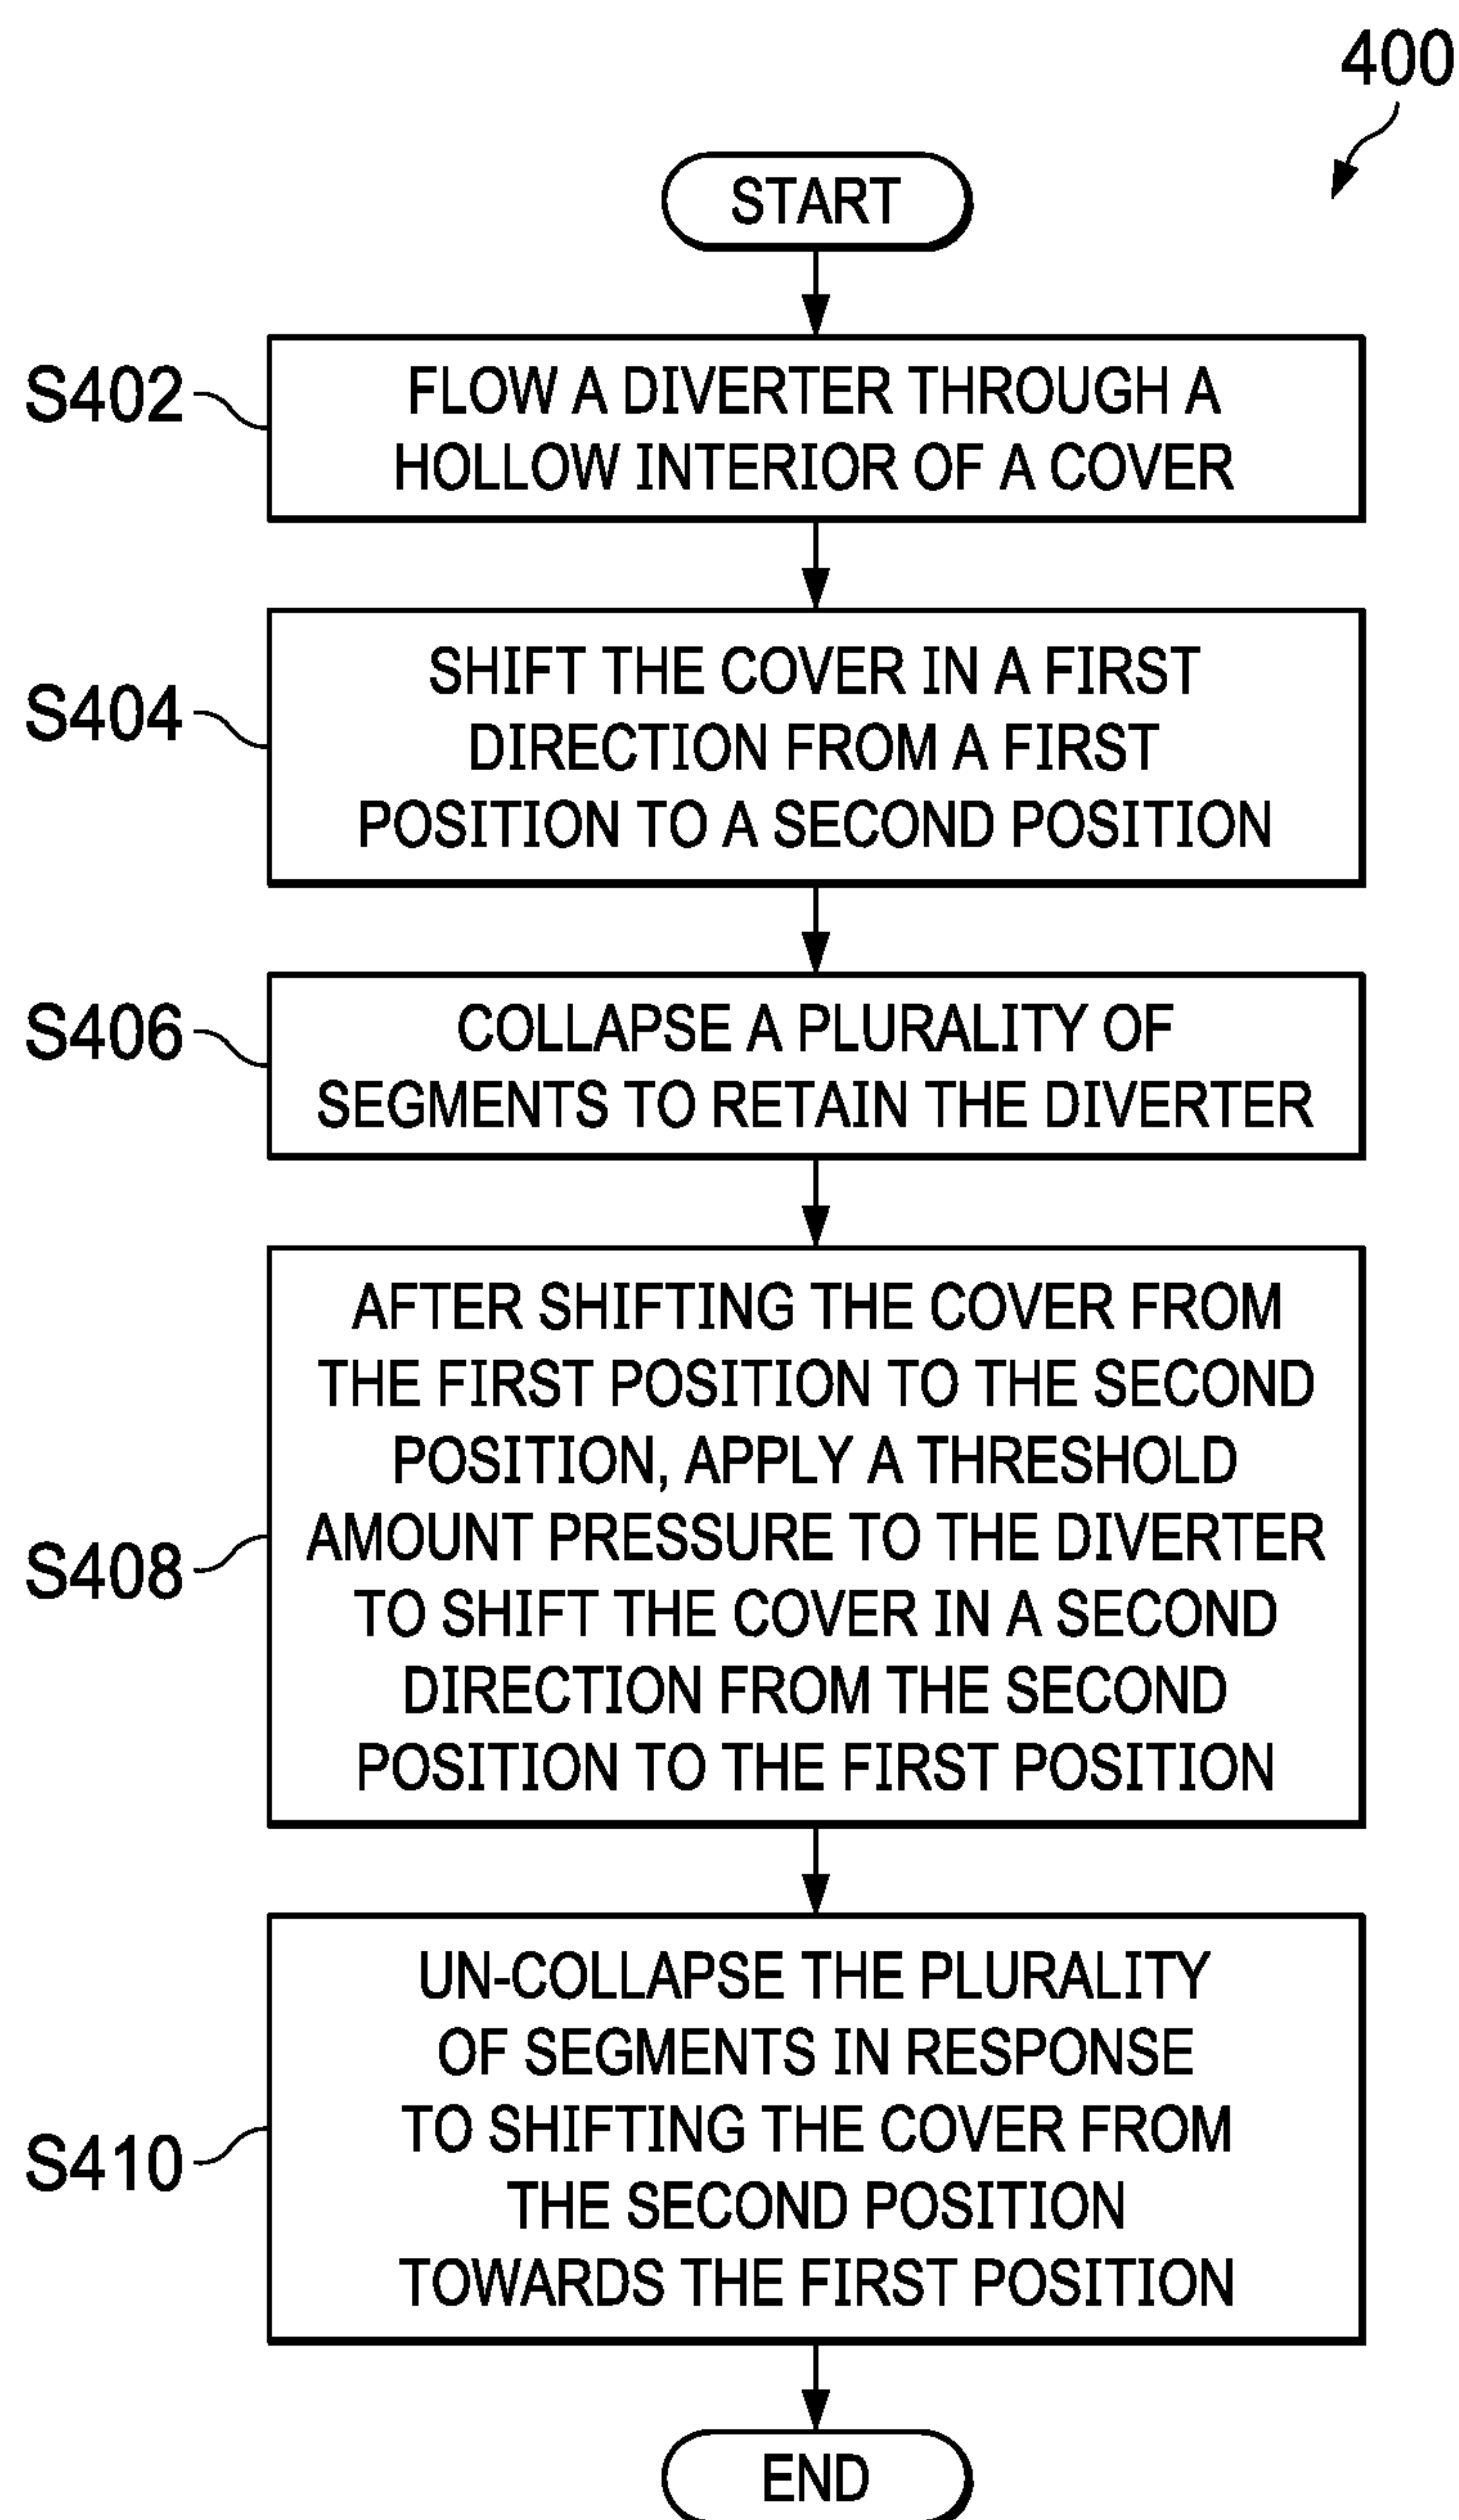 400
START
S402
FLOW A DIVERTER THROUGH A
HOLLOW INTERIOR OF A COVER
S404
SHIFT THE COVER IN A FIRST
DIRECTION FROM A FIRST
POSITION TO A SECOND POSITION
S406
COLLAPSE A PLURALITY OF
SEGMENTS TO RETAIN THE DIVERTER
S408
AFTER SHIFTING THE COVER FROM
THE FIRST POSITION TO THE SECOND
POSITION, APPLY A THRESHOLD
AMOUNT PRESSURE TO THE DIVERTER
TO SHIFT THE COVER IN A SECOND
DIRECTION FROM THE SECOND
POSITION TO THE FIRST POSITION
S410
UN-COLLAPSE THE PLURALITY
OF SEGMENTS IN RESPONSE
TO SHIFTING THE COVER FROM
THE SECOND POSITION
TOWARDS THE FIRST POSITION
END